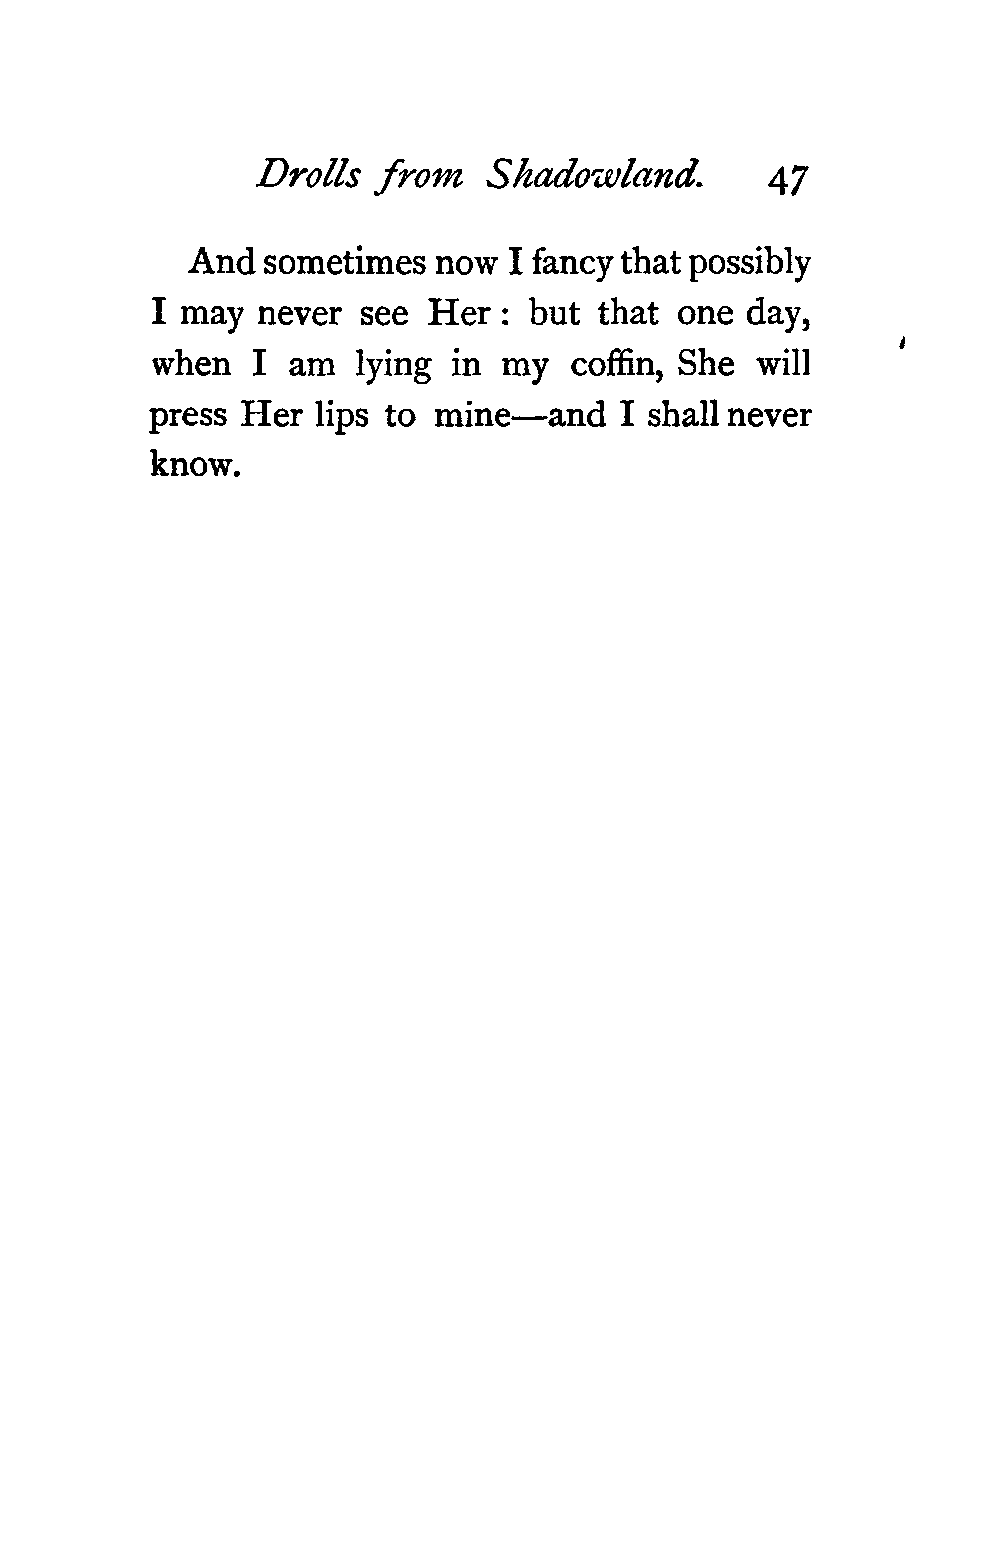 Drolls from Shadowland. 47
And sometimes now I fancy that possibly
I may never see Her : but that one day,
when I am lying in my coffin, She will
press Her lips to mine—and I shall never
know.